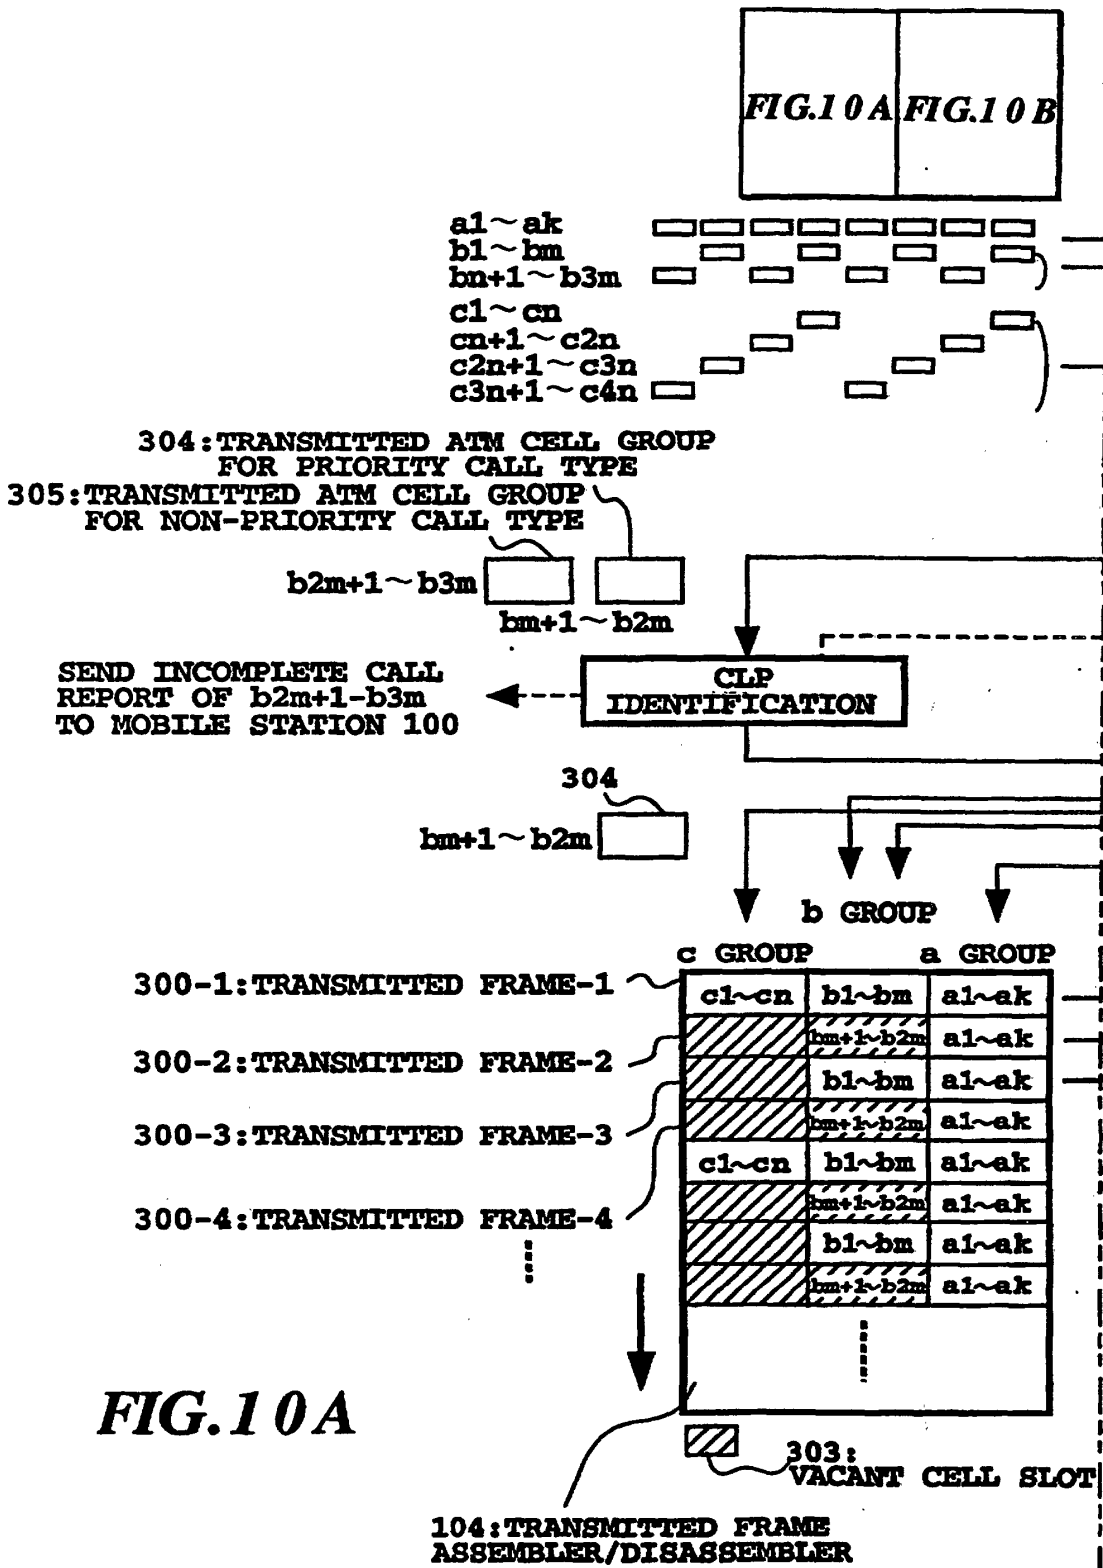 FIG.10A FIG.10B
a1~ak
b1~bm
bn+1~b3m
c1~cn
cn+1~c2n
c2n+1~c3n
c3n+1~c4n
304:TRANSMITTED ATM CELL GROUP
FOR PRIORITY CALL TYPE
305:TRANSMITTED ATM CELL GROUP
FOR NON-PRIORITY CALL TYPE
b2m+1~b3m
bm+1~b2m
SEND INCOMPLETE CALL
REPORT OF b2m+1-b3m
TO MOBILE STATION 100
CLP
IDENTIFICATION
304
bm+1~b2m
b GROUP
c GROUP a GROUP
300-1:TRANSMITTED FRAME-1
c1~cn b1~bm a1~ak
bm+1~b2m a1~ak
300-2:TRANSMITTED FRAME-2
b1~bm a1~ak
300-3:TRANSMITTED FRAME-3
bm+1~b2m a1~ak
c1~cn b1~bm a1~ak
300-4:TRANSMITTED FRAME-4
bm+1~b2m a1~ak
b1~bm a1~ak
bm+1~b2m a1~ak
FIG.10A
303:
VACANT CELL SLOT
104:TRANSMITTED FRAME
ASSEMBLER/DISASSEMBLER